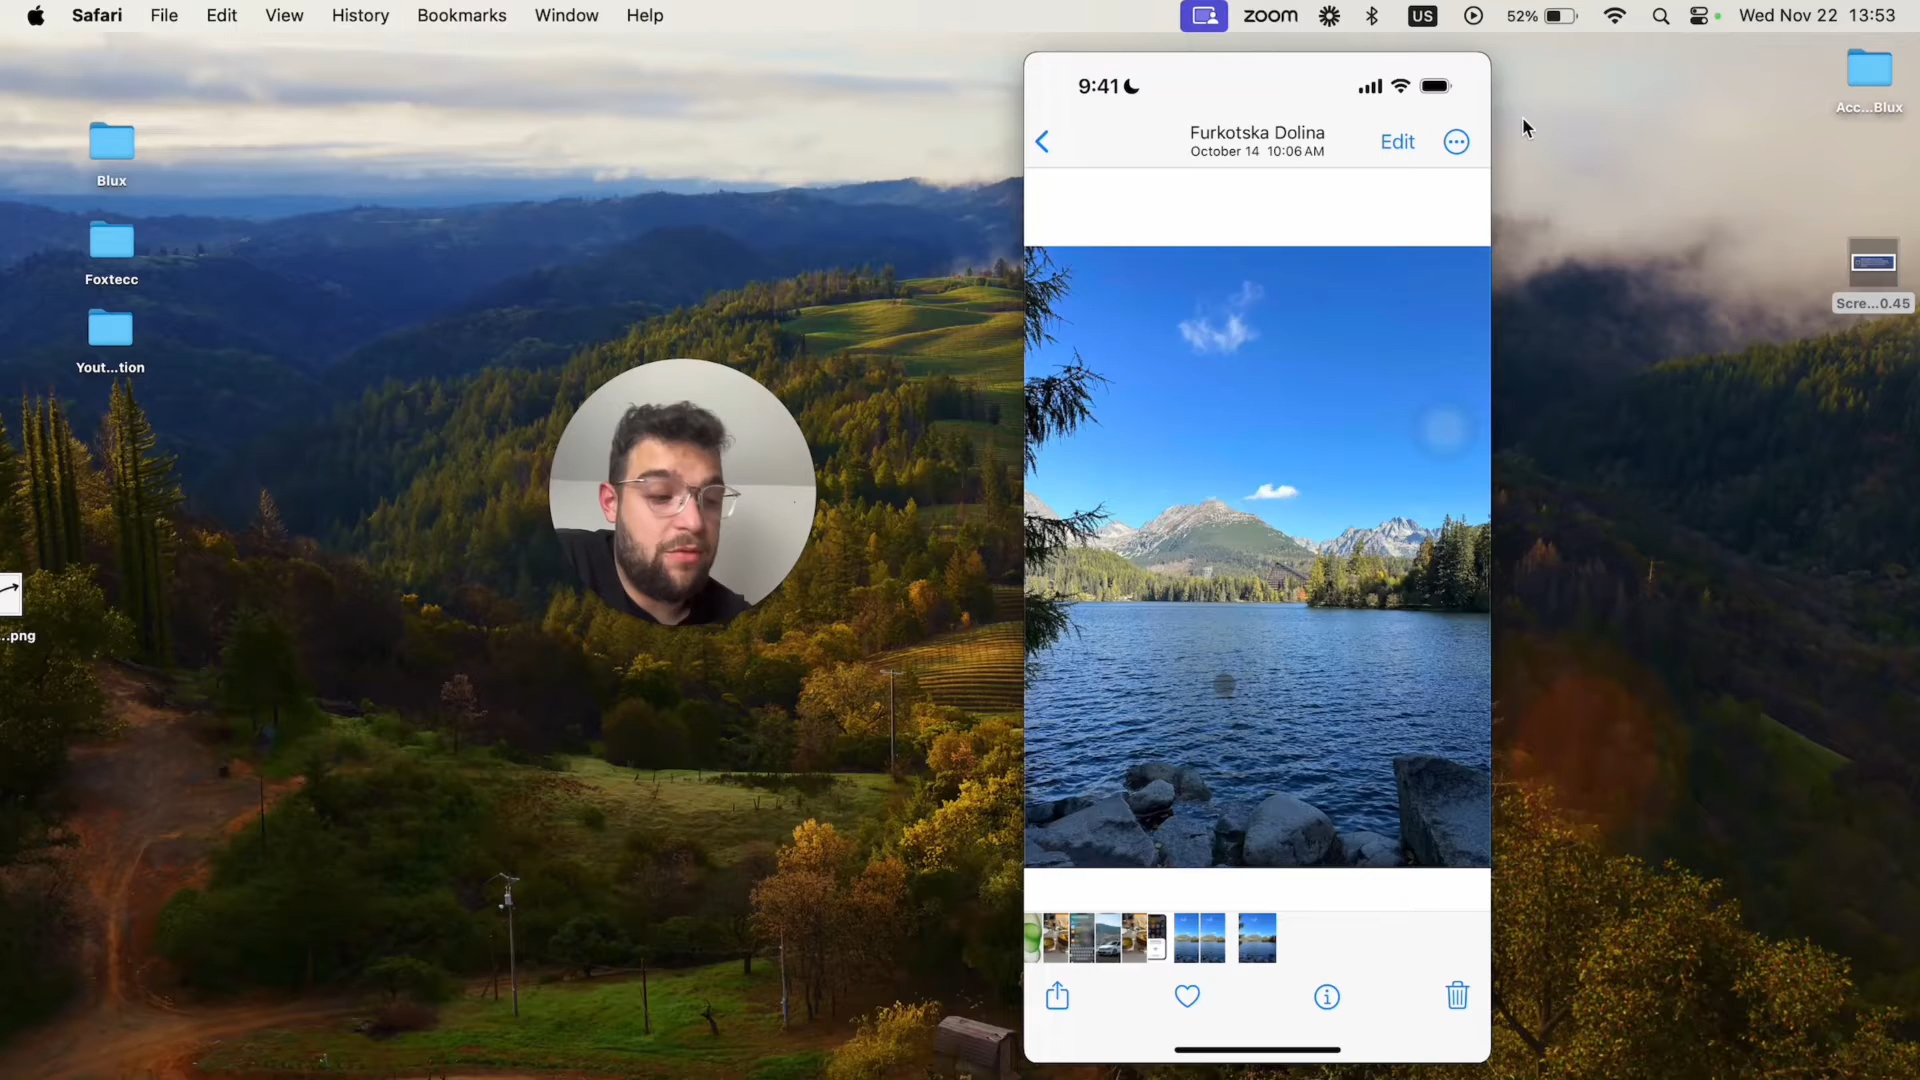 Safari File Edit View History Bookmarks Window Help
zoom US 52% Wed Nov 22 13:53
Blux
Foxtecc
Yout...tion
...png
9:41
Furkotska Dolina
October 14 10:06 AM
Edit
Acc...Blux
Scre...0.45